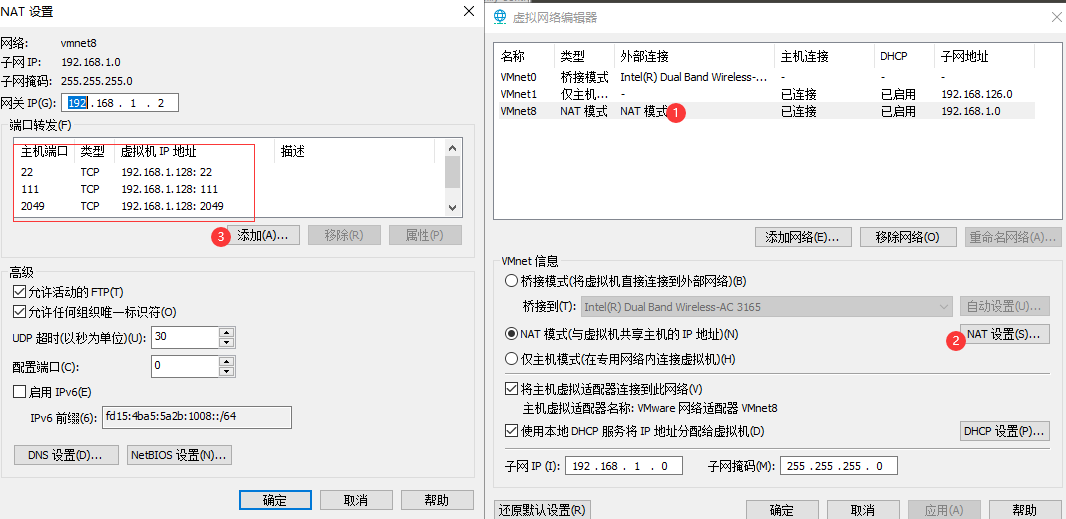 NAT 设置
网络: vmnet8
子网 IP: 192.168.1.0
子网掩码: 255.255.255.0
网关 IP(G): 192 . 168 . 1 . 2
端口转发(F)
主机端口 类型 虚拟机 IP 地址 描述
22 TCP 192.168.1.128: 22
111 TCP 192.168.1.128: 111
2049 TCP 192.168.1.128: 2049
3 添加(A)... 移除(R) 属性(P)
高级
允许活动的 FTP(T)
允许任何组织唯一标识符(O)
UDP 超时(以秒为单位)(U): 30
配置端口(C): 0
启用 IPv6(E)
IPv6 前缀(6): fd15:4ba5:5a2b:1008::/64
DNS 设置(D)... NetBIOS 设置(N)...
确定 取消 帮助
虚拟网络编辑器
名称 类型 外部连接 主机连接 DHCP 子网地址
VMnet0 桥接模式 Intel(R) Dual Band Wireless-... - - -
VMnet1 仅主机... - 已连接 已启用 192.168.126.0
VMnet8 NAT 模式 NAT 模式 1 已连接 已启用 192.168.1.0
添加网络(E)... 移除网络(O) 重命名网络(A)...
VMnet 信息
桥接模式(将虚拟机直接连接到外部网络)(B)
桥接到(T): Intel(R) Dual Band Wireless-AC 3165 自动设置(U)...
NAT 模式(与虚拟机共享主机的 IP 地址)(N) 2 NAT 设置(S)...
仅主机模式(在专用网络内连接虚拟机)(H)
将主机虚拟适配器连接到此网络(V)
主机虚拟适配器名称: VMware 网络适配器 VMnet8
使用本地 DHCP 服务将 IP 地址分配给虚拟机(D) DHCP 设置(P)...
子网 IP (I): 192 . 168 . 1 . 0 子网掩码(M): 255 . 255 . 255 . 0
还原默认设置(R) 确定 取消 应用(A) 帮助